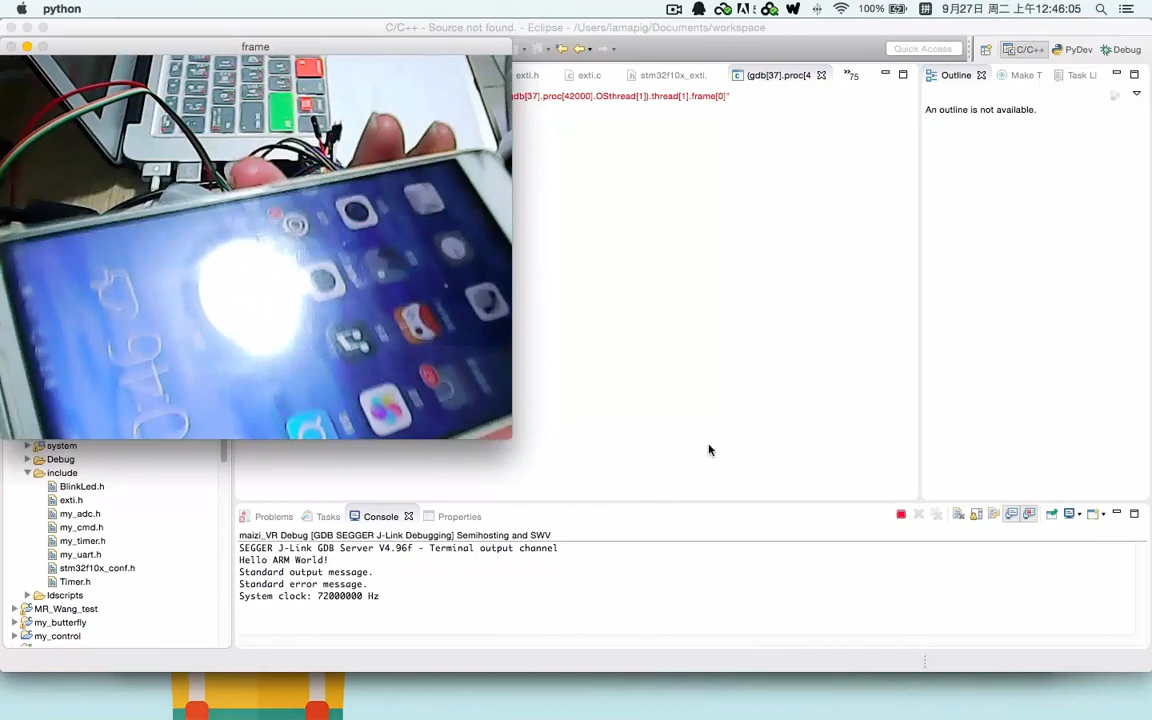 python
100%
9月27日 周二 上午12:46:05
C/C++ - Source not found. - Eclipse - /Users/iamapig/Documents/workspace
frame
Quick Access
C/C++
PyDev
Debug
exti.h
exti.c
stm32f10x_exti.
(gdb[37].proc[4
75
Outline
Make T
Task Li
gdb[37].proc[42000].OSthread[1]).thread[1].frame[0]"
An outline is not available.
system
Debug
include
BlinkLed.h
exti.h
my_adc.h
my_cmd.h
my_timer.h
my_uart.h
stm32f10x_conf.h
Timer.h
ldscripts
MR_Wang_test
my_butterfly
my_control
Problems
Tasks
Console
Properties
maizi_VR Debug [GDB SEGGER J-Link Debugging] Semihosting and SWV
SEGGER J-Link GDB Server V4.96f - Terminal output channel
Hello ARM World!
Standard output message.
Standard error message.
System clock: 72000000 Hz